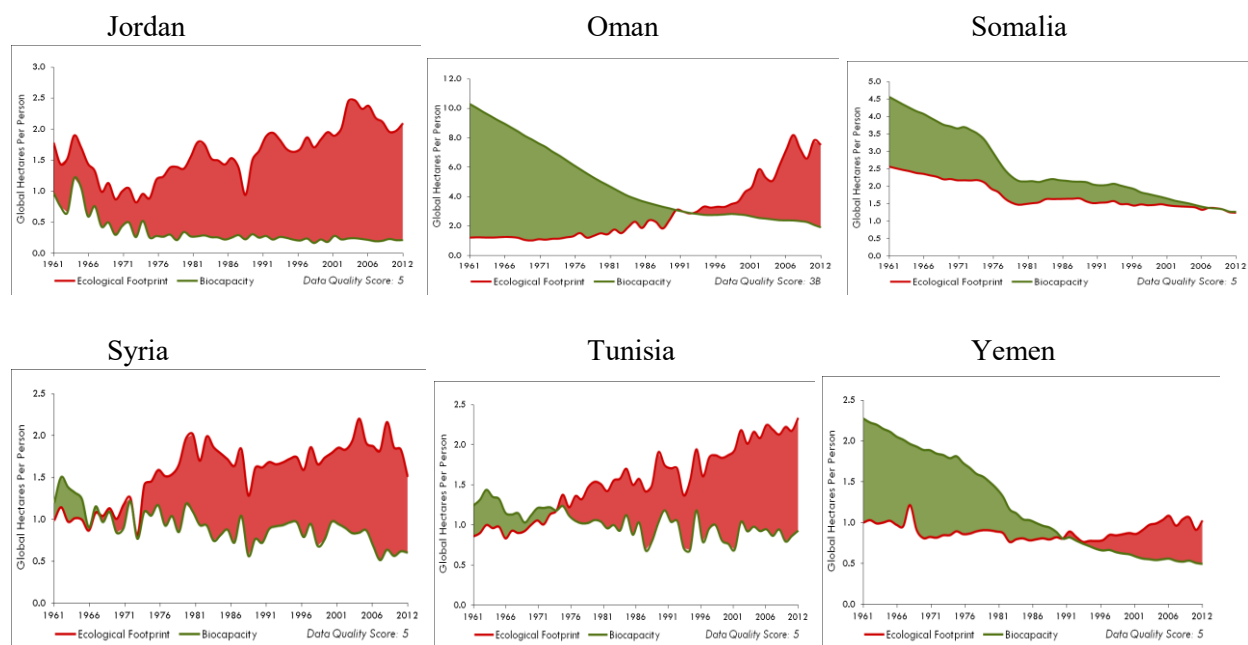 Jordan
Global Hectares Per Person
3.0
2.5
2.0
1.5
1.0
0.5
0.0
1961 1966 1971 1976 1981 1986 1991 1996 2001 2006 2012
Ecological Footprint Biocapacity Data Quality Score: 5
Oman
Global Hectares Per Person
12.0
10.0
8.0
6.0
4.0
2.0
0.0
1961 1966 1971 1976 1981 1986 1991 1996 2001 2006 2012
Ecological Footprint Biocapacity Data Quality Score: 3B
Somalia
Global Hectares Per Person
5.0
4.5
3.5
3.0
2.5
2.0
1.5
1.0
0.5
0.0
1961 1966 1971 1976 1981 1986 1991 1996 2001 2006 2012
Ecological Footprint Biocapacity Data Quality Score: 5
Syria
Global Hectares Per Person
2.5
2.0
1.5
1.0
0.5
0.0
1961 1966 1971 1976 1981 1986 1991 1996 2001 2006 2012
Ecological Footprint Biocapacity Data Quality Score: 5
Tunisia
Global Hectares Per Person
2.5
2.0
1.5
1.0
0.5
0.0
1961 1966 1971 1976 1981 1986 1991 1996 2001 2006 2012
Ecological Footprint Biocapacity Data Quality Score: 5
Yemen
Global Hectares Per Person
2.5
2.0
1.5
1.0
0.5
0.0
1961 1966 1971 1976 1981 1986 1991 1996 2001 2006 2012
Ecological Footprint Biocapacity Data Quality Score: 5